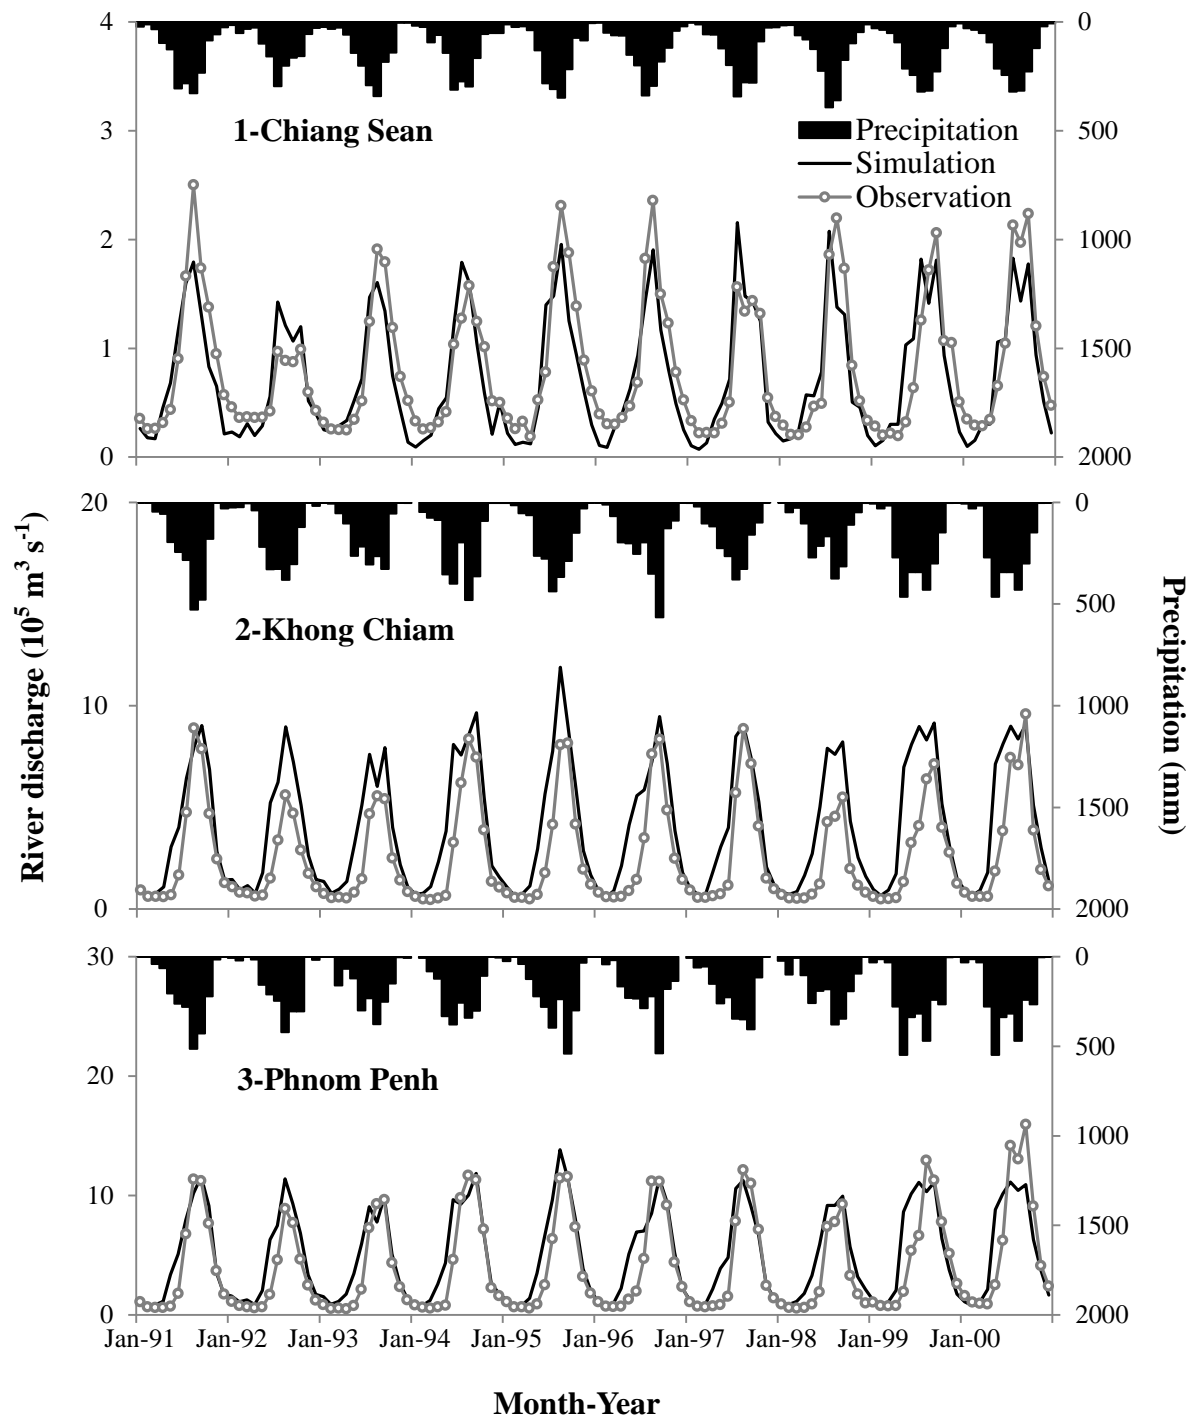 4
3
2
1
0
0
500
1000
1500
2000
1-Chiang Sean
Precipitation
Simulation
Observation
20
10
0
0
500
1000
1500
2000
2-Khong Chiam
River discharge (10⁵ m³ s⁻¹)
Precipitation (mm)
30
20
10
0
0
500
1000
1500
2000
3-Phnom Penh
Jan-91 Jan-92 Jan-93 Jan-94 Jan-95 Jan-96 Jan-97 Jan-98 Jan-99 Jan-00
Month-Year